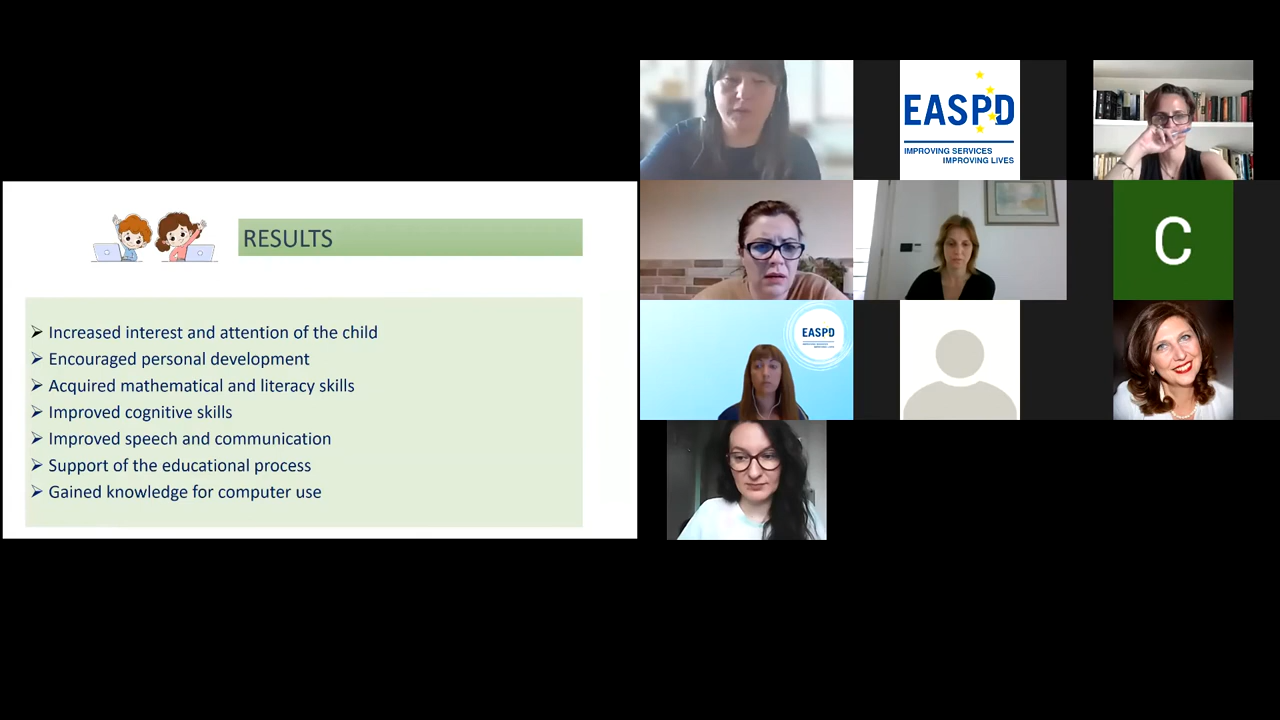 RESULTS
➢ Increased interest and attention of the child
➢ Encouraged personal development
➢ Acquired mathematical and literacy skills
➢ Improved cognitive skills
➢ Improved speech and communication
➢ Support of the educational process
➢ Gained knowledge for computer use
EASPD
IMPROVING SERVICES
IMPROVING LIVES
C
EASPD